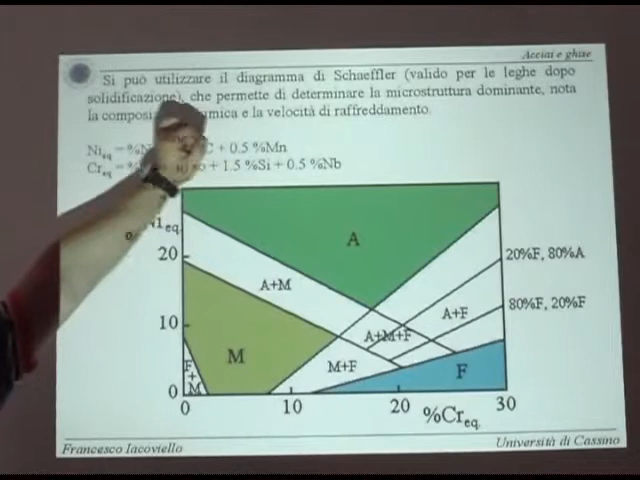 Acciai e ghise
Si può utilizzare il diagramma di Schaeffler (valido per le leghe dopo
solidificazione), che permette di determinare la microstruttura dominante, nota
la composi mica e la velocità di raffreddamento
Ni eq = %N C + 0.5 %Mn
Cr eq = % + 1.5 %Si + 0.5 %Nb
Ni eq.
20
10
0
A
A+M
M
F
+
M
A+M+F
M+F
A+F
F
20%F, 80%A
80%F, 20%F
0 10 20 30
%Cr eq.
Francesco Iacoviello Università di Cassino